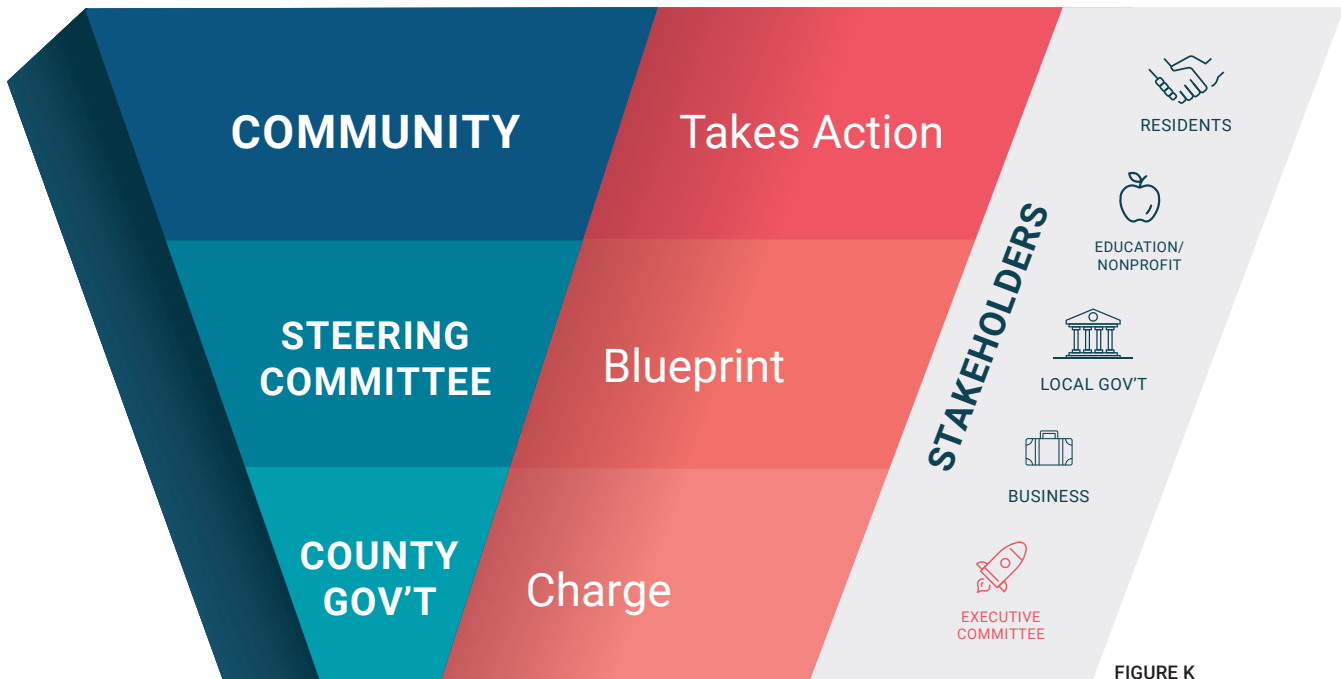 COMMUNITY
Takes Action
STEERING
COMMITTEE
Blueprint
COUNTY
GOV’T
Charge
STAKEHOLDERS
RESIDENTS
EDUCATION/
NONPROFIT
LOCAL GOV’T
BUSINESS
EXECUTIVE
COMMITTEE
FIGURE K